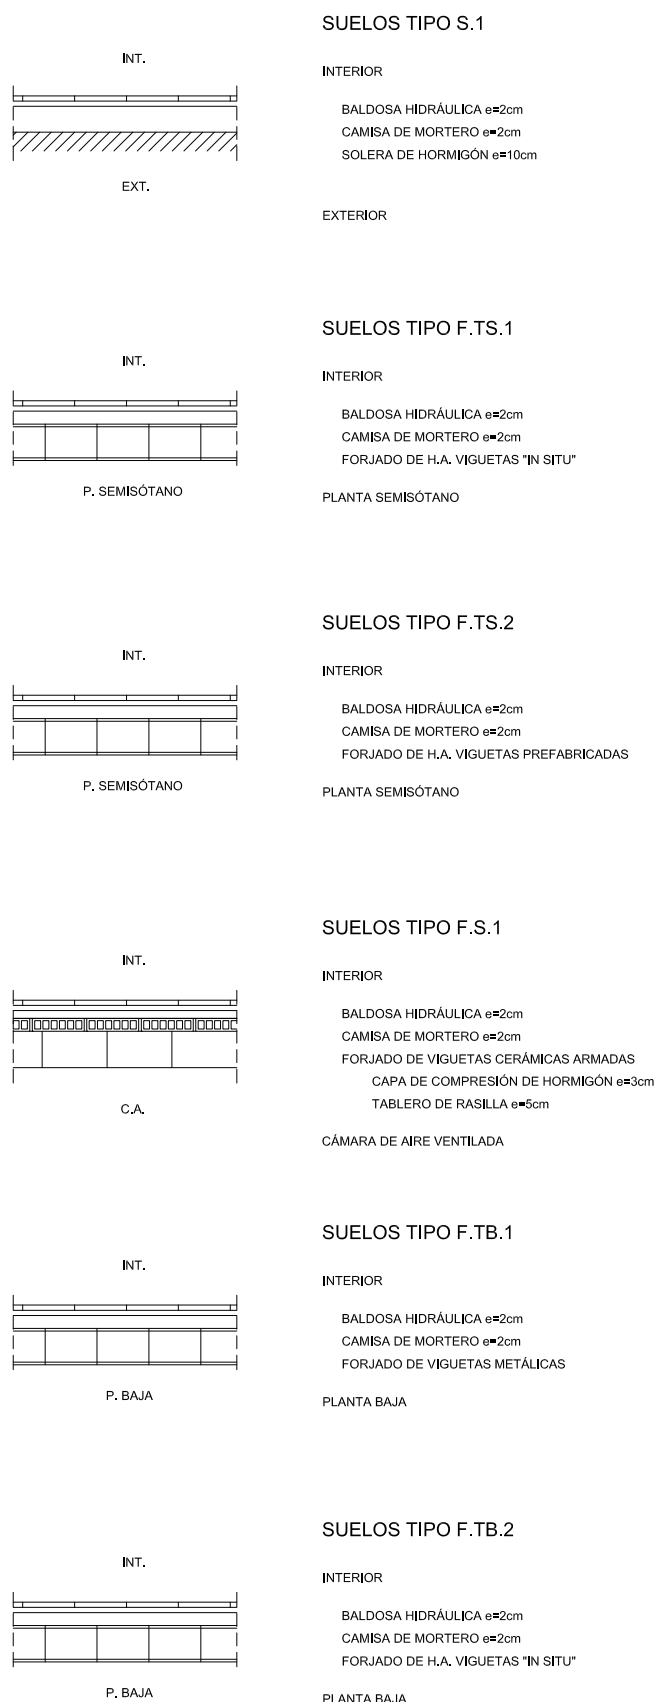 SUELOS TIPO S.1
INT.
INTERIOR
BALDOSA HIDRÁULICA e=2cm
CAMISA DE MORTERO e=2cm
SOLERA DE HORMIGÓN e=10cm
EXT.
EXTERIOR
SUELOS TIPO F.TS.1
INT.
INTERIOR
BALDOSA HIDRÁULICA e=2cm
CAMISA DE MORTERO e=2cm
FORJADO DE H.A. VIGUETAS "IN SITU"
P. SEMISÓTANO
PLANTA SEMISÓTANO
SUELOS TIPO F.TS.2
INT.
INTERIOR
BALDOSA HIDRÁULICA e=2cm
CAMISA DE MORTERO e=2cm
FORJADO DE H.A. VIGUETAS PREFABRICADAS
P. SEMISÓTANO
PLANTA SEMISÓTANO
SUELOS TIPO F.S.1
INT.
INTERIOR
BALDOSA HIDRÁULICA e=2cm
CAMISA DE MORTERO e=2cm
FORJADO DE VIGUETAS CERÁMICAS ARMADAS
CAPA DE COMPRESIÓN DE HORMIGÓN e=3cm
TABLERO DE RASILLA e=5cm
C.A.
CÁMARA DE AIRE VENTILADA
SUELOS TIPO F.TB.1
INT.
INTERIOR
BALDOSA HIDRÁULICA e=2cm
CAMISA DE MORTERO e=2cm
FORJADO DE VIGUETAS METÁLICAS
P. BAJA
PLANTA BAJA
SUELOS TIPO F.TB.2
INT.
INTERIOR
BALDOSA HIDRÁULICA e=2cm
CAMISA DE MORTERO e=2cm
FORJADO DE H.A. VIGUETAS "IN SITU"
P. BAJA
PLANTA BAJA